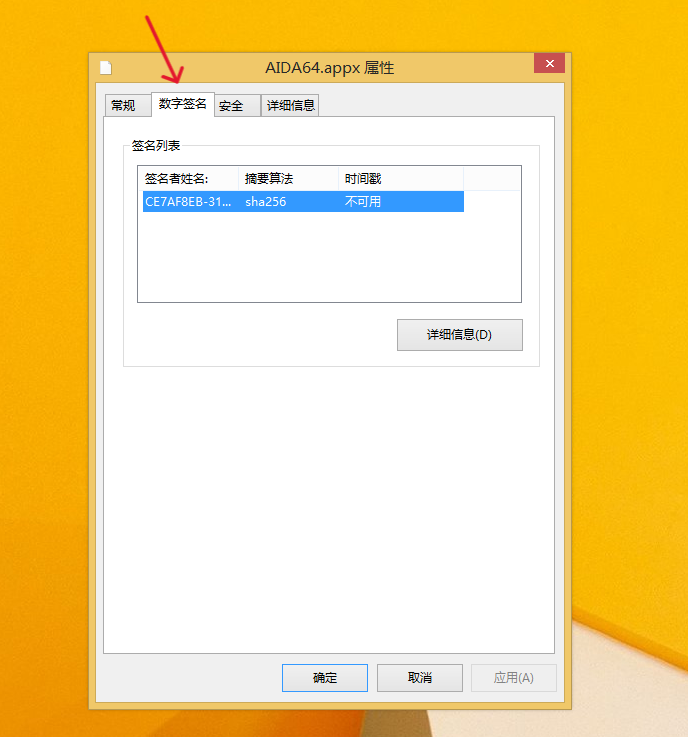 AIDA64.appx 属性
常规 数字签名 安全 详细信息
签名列表
签名者姓名: 摘要算法 时间戳
CE7AF8EB-31... sha256 不可用
详细信息(D)
确定 取消 应用(A)